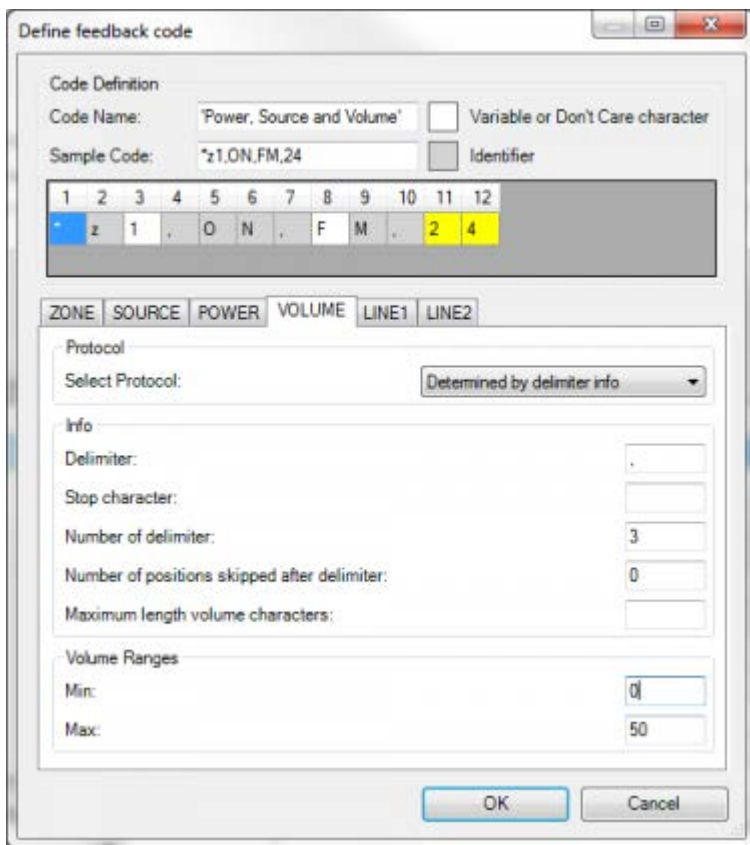 Define feedback code
Code Definition
Code Name: 'Power, Source and Volume' Variable or Don't Care character
Sample Code: *z1,ON,FM,24 Identifier
1 2 3 4 5 6 7 8 9 10 11 12
* z 1 , O N , F M , 2 4
ZONE SOURCE POWER VOLUME LINE1 LINE2
Protocol
Select Protocol: Determined by delimiter info
Info
Delimiter: ,
Stop character:
Number of delimiter: 3
Number of positions skipped after delimiter: 0
Maximum length volume characters:
Volume Ranges
Min: 0
Max: 50
OK Cancel